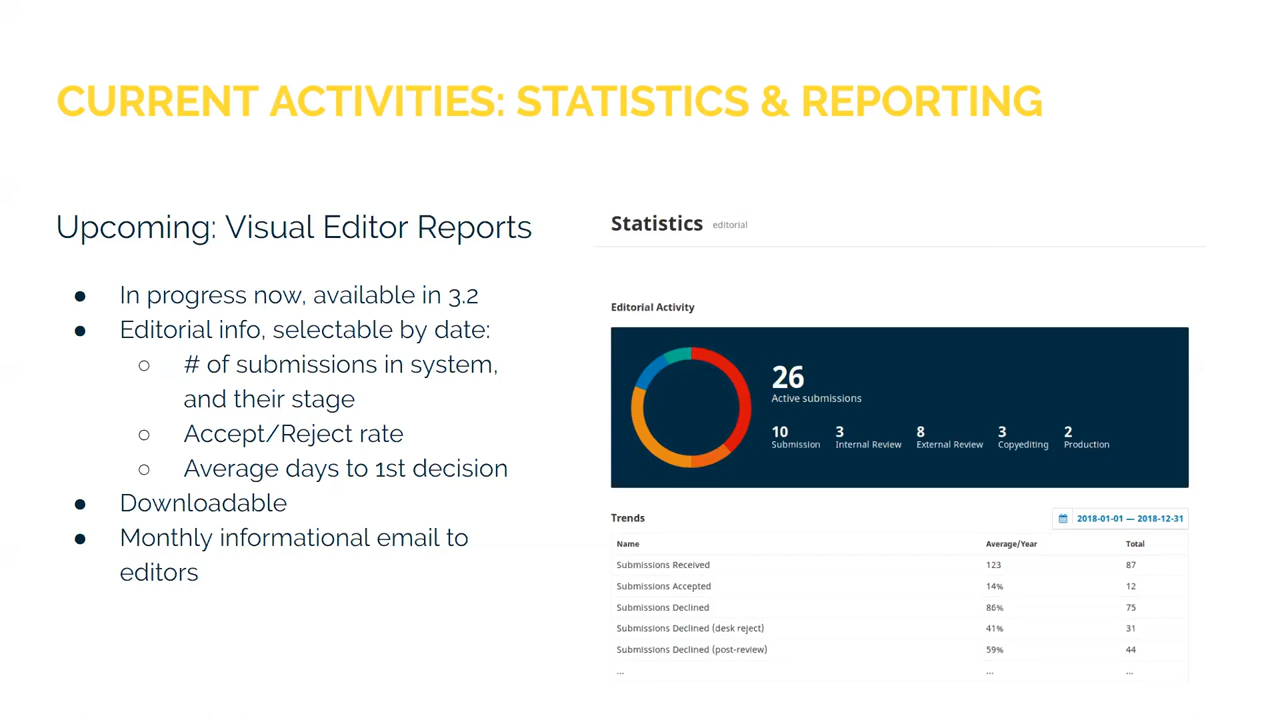 CURRENT ACTIVITIES: STATISTICS & REPORTING
Upcoming: Visual Editor Reports
● In progress now, available in 3.2
● Editorial info, selectable by date:
○ # of submissions in system,
and their stage
○ Accept/Reject rate
○ Average days to 1st decision
● Downloadable
● Monthly informational email to
editors
Statistics editorial
Editorial Activity
26
Active submissions
10 3 8 3 2
Submission Internal Review External Review Copyediting Production
Trends 2018-01-01 — 2018-12-31
Name Average/Year Total
Submissions Received 123 87
Submissions Accepted 14% 12
Submissions Declined 86% 75
Submissions Declined (desk reject) 41% 31
Submissions Declined (post-review) 59% 44
... ... ...